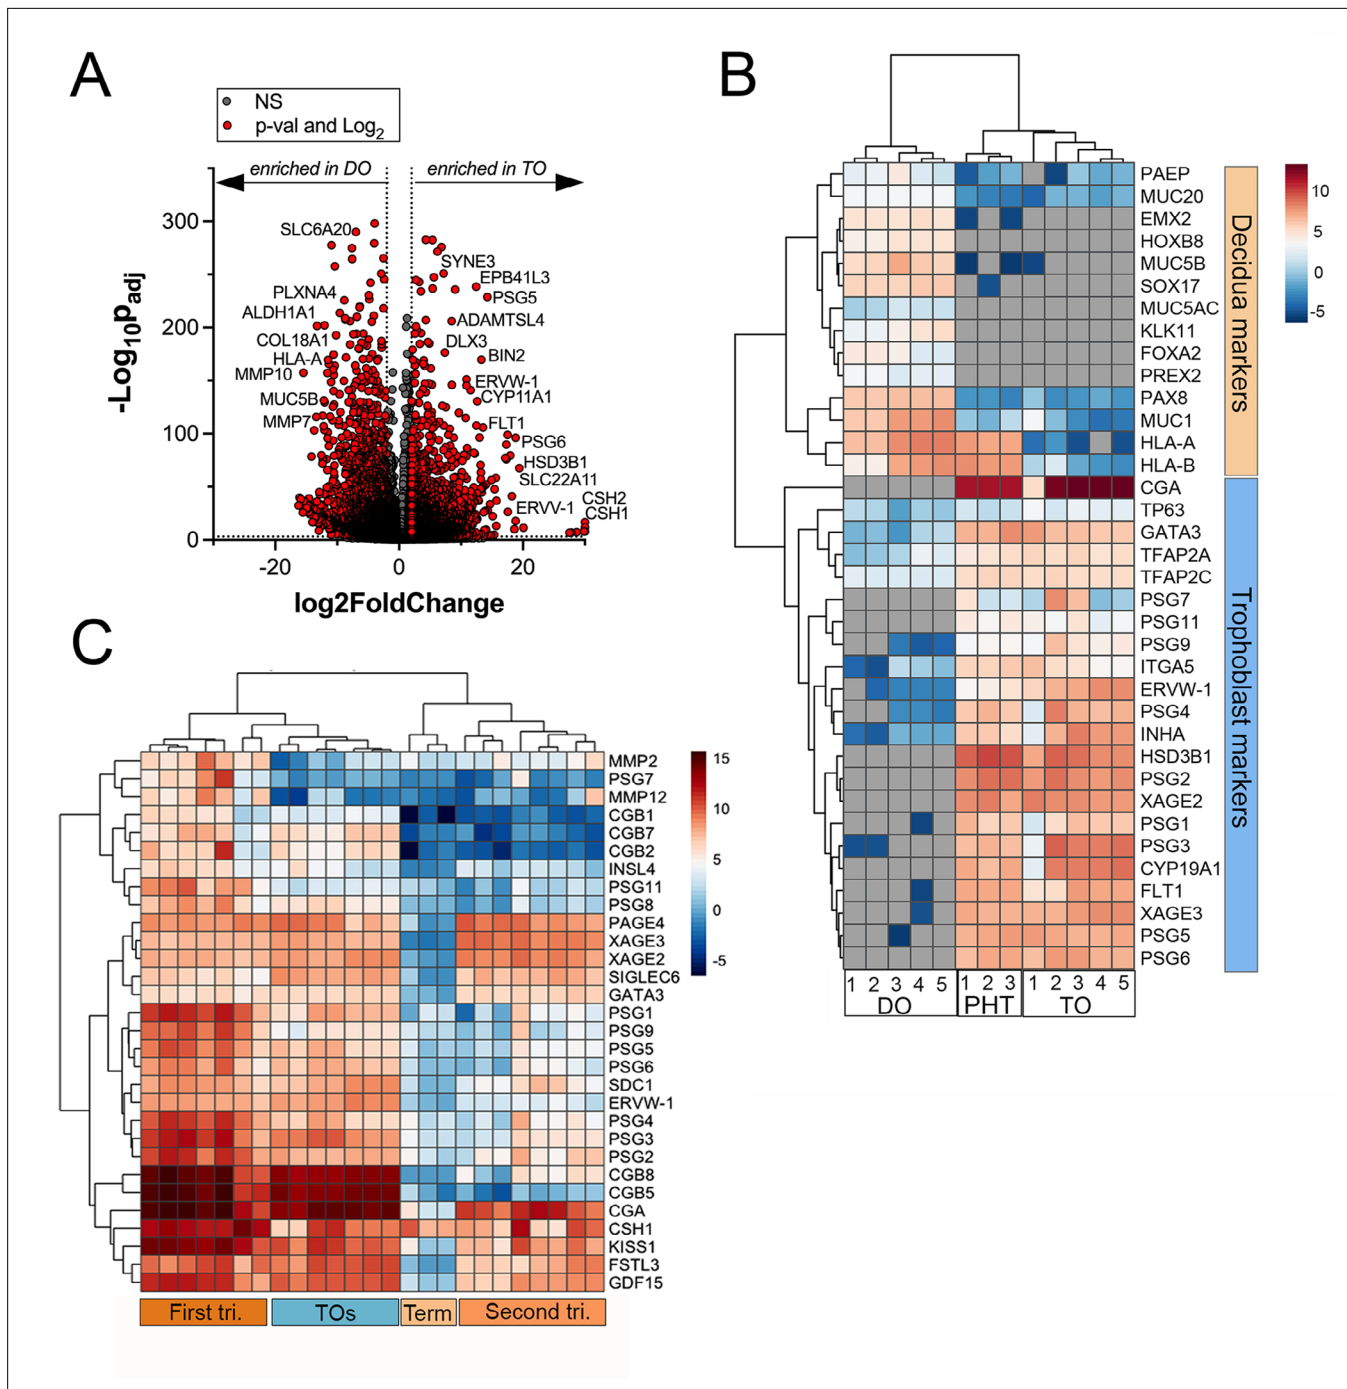 A
NS
p-val and Log2
enriched in DO
enriched in TO
-Log10Padj
300
200
100
0
SLC6A20
PLXNA4
ALDH1A1
COL18A1
HLA-A
MMP10
MUC5B
MMP7
SYNE3
EPB41L3
PSG5
ADAMTSL4
DLX3
BIN2
ERVW-1
CYP11A1
FLT1
PSG6
HSD3B1
SLC22A11
CSH2
ERVV-1
CSH1
-20
0
20
log2FoldChange
B
PAEP
MUC20
EMX2
HOXB8
MUC5B
SOX17
MUC5AC
KLK11
FOXA2
PREX2
PAX8
MUC1
HLA-A
HLA-B
CGA
TP63
GATA3
TFAP2A
TFAP2C
PSG7
PSG11
PSG9
ITGA5
ERVW-1
PSG4
INHA
HSD3B1
PSG2
XAGE2
PSG1
PSG3
CYP19A1
FLT1
XAGE3
PSG5
PSG6
Decidua markers
Trophoblast markers
10
5
0
-5
1 2 3 4 5 1 2 3 1 2 3 4 5
DO PHT TO
C
MMP2
PSG7
MMP12
CGB1
CGB7
CGB2
INSL4
PSG11
PSG8
PAGE4
XAGE3
XAGE2
SIGLEC6
GATA3
PSG1
PSG9
PSG5
PSG6
SDC1
ERVW-1
PSG4
PSG3
PSG2
CGB8
CGB5
CGA
CSH1
KISS1
FSTL3
GDF15
15
10
5
0
-5
First tri. TOs Term Second tri.